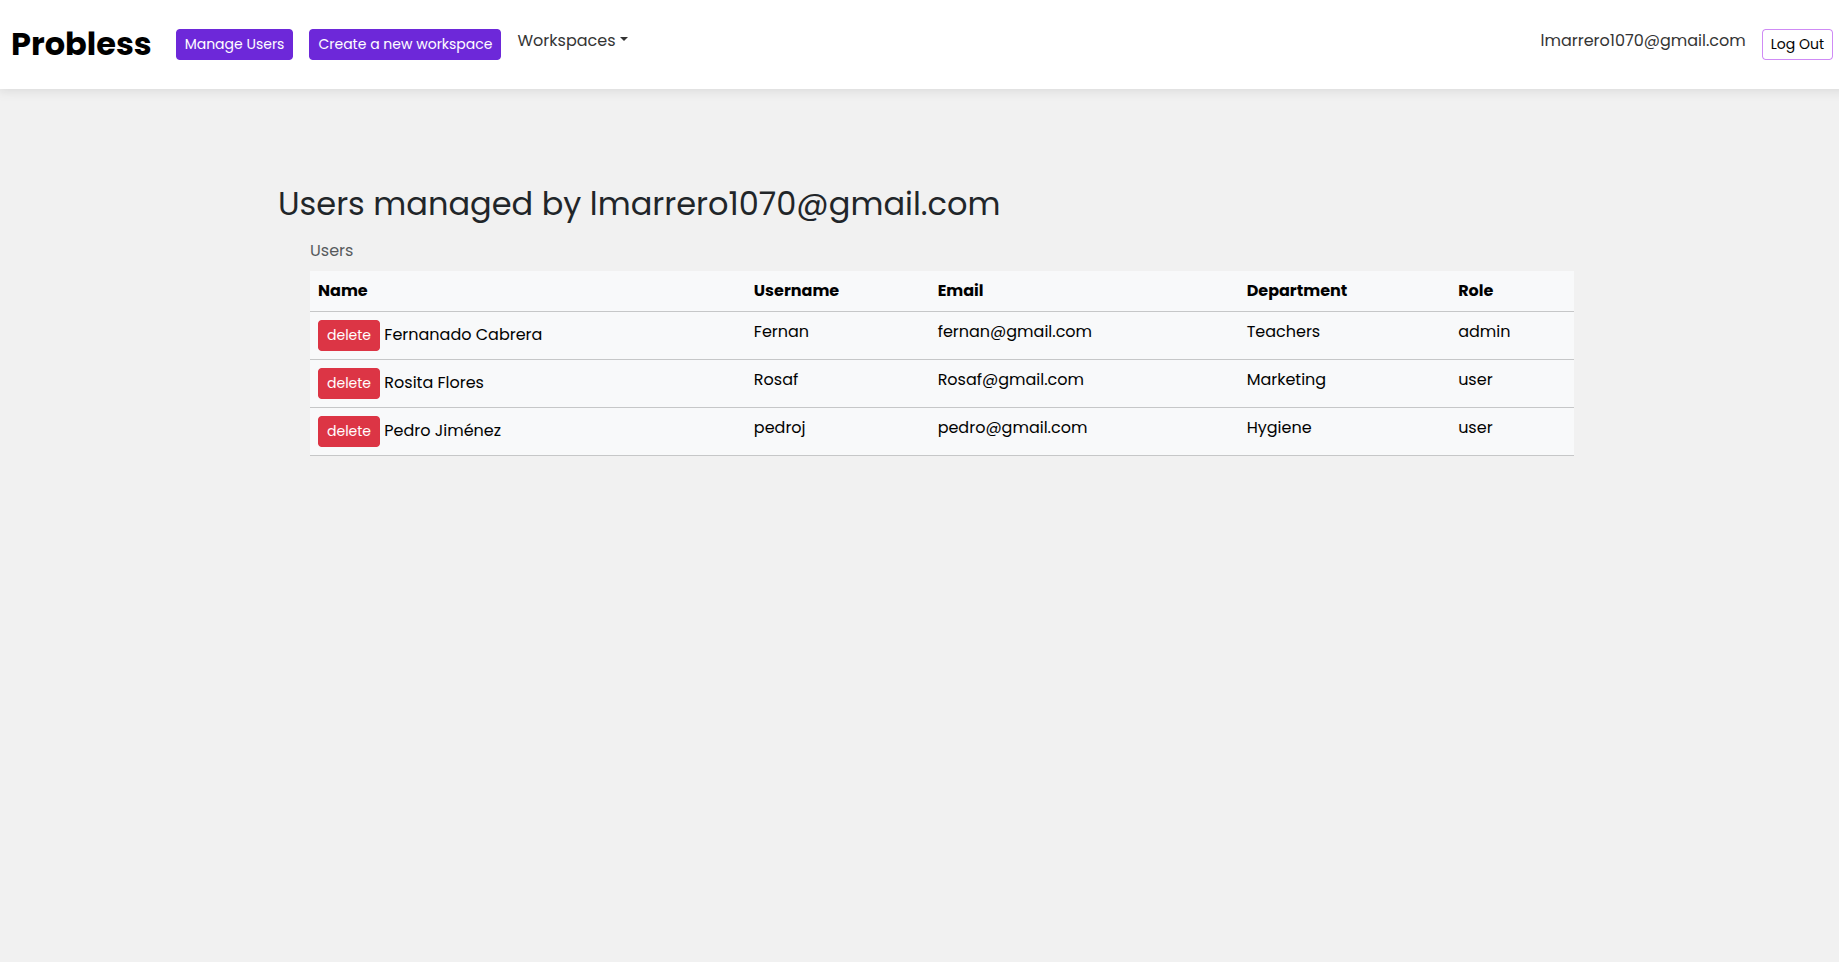 Probless Manage Users Create a new workspace Workspaces lmarrero1070@gmail.com Log Out
Users managed by lmarrero1070@gmail.com
Users
Name Username Email Department Role
delete Fernanado Cabrera Fernan fernan@gmail.com Teachers admin
delete Rosita Flores Rosaf Rosaf@gmail.com Marketing user
delete Pedro Jiménez pedroj pedro@gmail.com Hygiene user